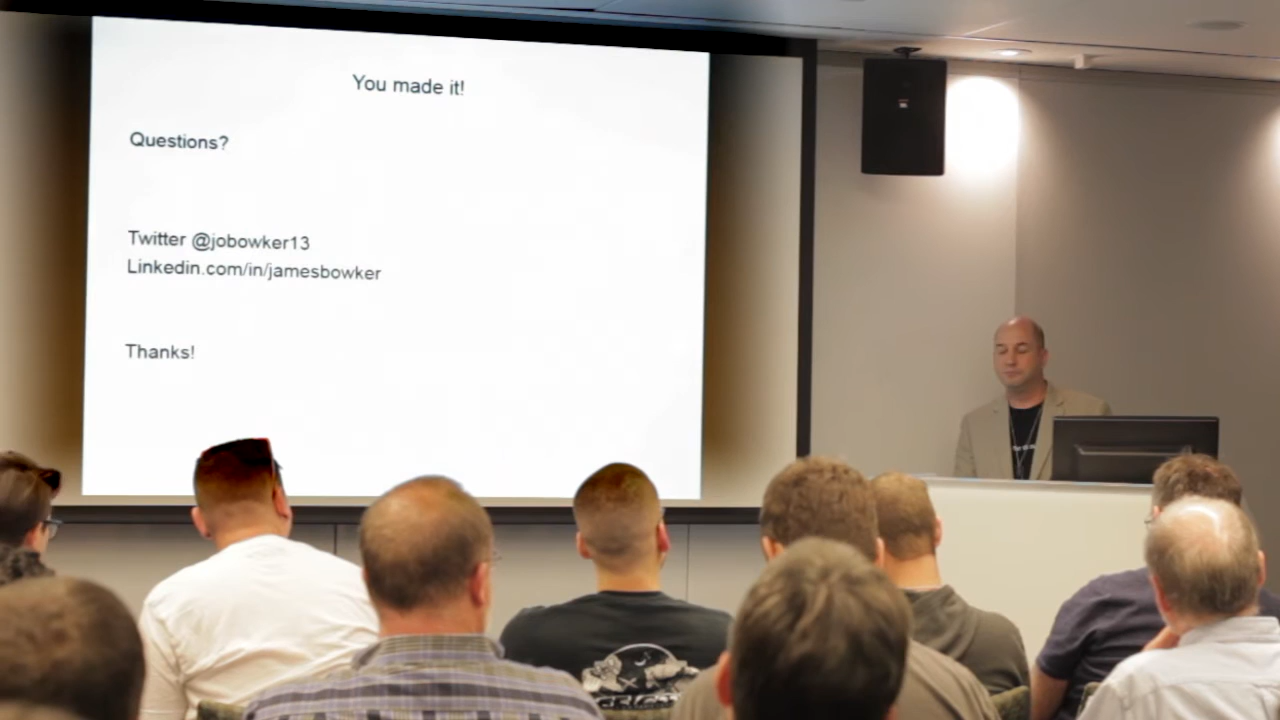 You made it!
Questions?
Twitter @jobowker13
Linkedin.com/in/jamesbowker
Thanks!